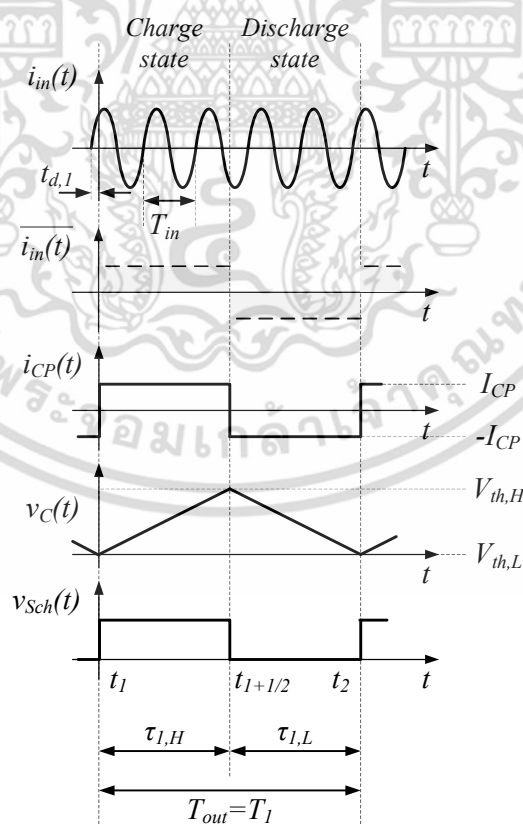 Charge state
Discharge state
i_in(t)
t
t_d,1
T_in
i_in(t)
t
i_CP(t)
I_CP
t
-I_CP
V_th,H
v_C(t)
V_th,L
t
v_Sch(t)
t_1
t_1+1/2
t_2
t
τ_1,H
τ_1,L
T_out=T_1